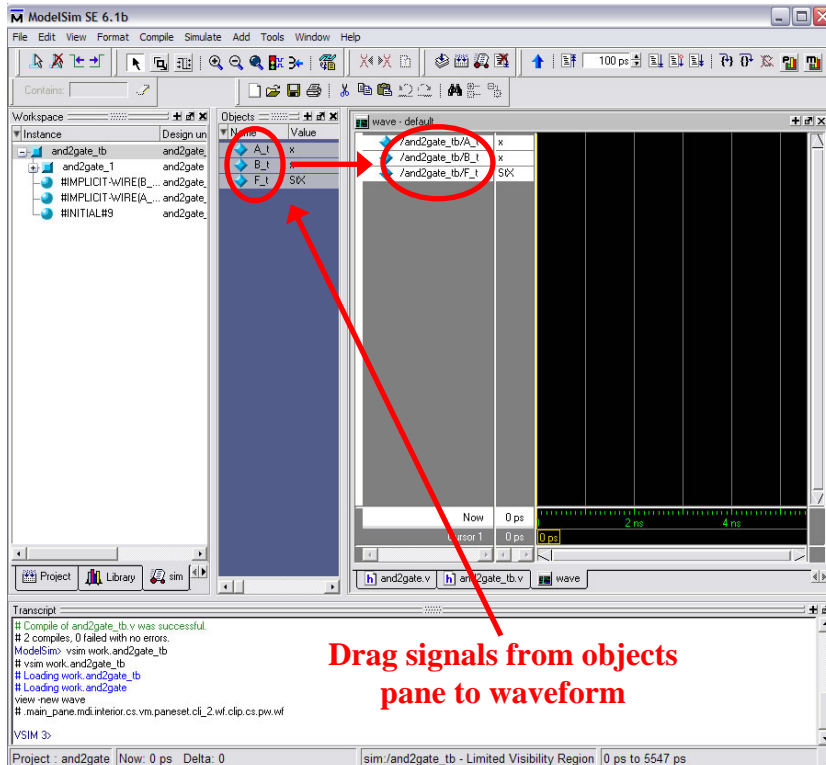 ModelSim SE 6.1b
File Edit View Format Compile Simulate Add Tools Window Help
100 ps
Contains:
Workspace
Instance Design un
and2gate_tb and2gate_
and2gate_1 and2gate
#IMPLICIT-WIRE(B_... and2gate_
#IMPLICIT-WIRE(A_... and2gate_
#INITIAL#9 and2gate_
Objects
Name Value
A_t x
B_t x
F_t StX
wave - default
/and2gate_tb/A_t x
/and2gate_tb/B_t x
/and2gate_tb/F_t StX
Now 0 ps 2 ns 4 ns
Cursor 1 0 ps 0 ps
Project Library sim
and2gate.v and2gate_tb.v wave
Transcript
# Compile of and2gate_tb.v was successful.
# 2 compiles, 0 failed with no errors.
ModelSim> vsim work.and2gate_tb
# vsim work.and2gate_tb
# Loading work.and2gate_tb
# Loading work.and2gate
view -new wave
# .main_pane.mdi.interior.cs.vm.paneset.cli_2.wf.clip.cs.pw.wf
VSIM 3>
Drag signals from objects
pane to waveform
Project : and2gate Now: 0 ps Delta: 0 sim:/and2gate_tb - Limited Visibility Region 0 ps to 5547 ps